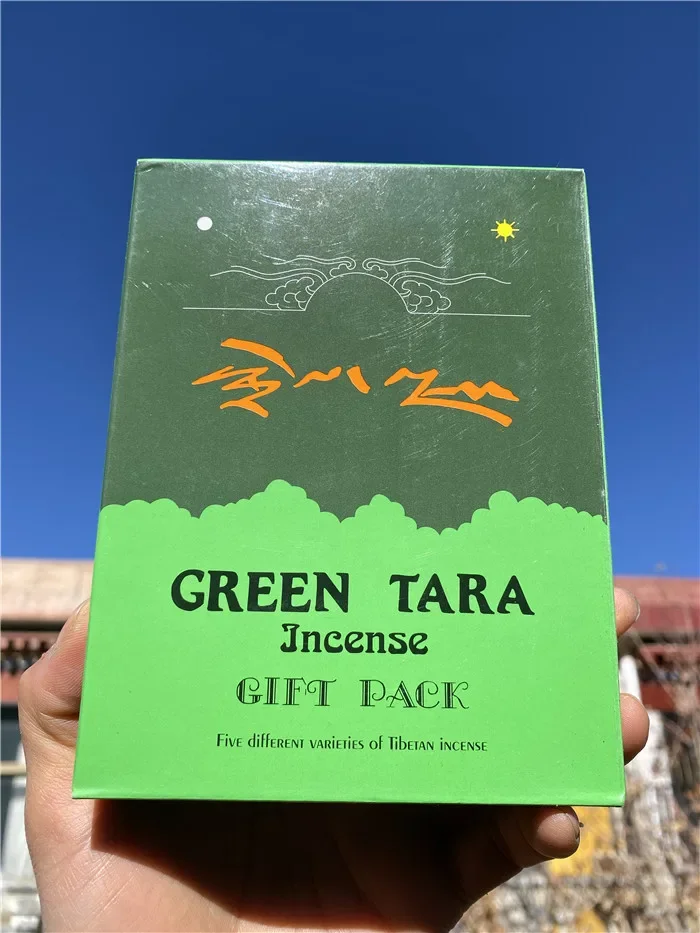 GREEN TARA
Incense
GIFT PACK
Five different varieties of Tibetan incense